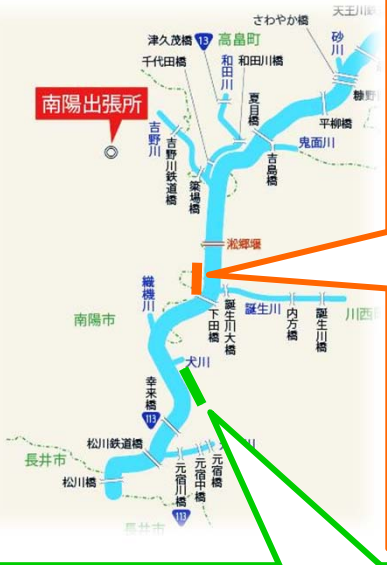 天王川
さわやか橋
津久茂橋
13
高畠町
砂川
千代田橋
和田川
和田川橋
夏目橋
糠野
南陽出張所
平柳橋
吉野川
鬼面川
吉島橋
吉野川鉄道橋
築場橋
淞郷堰
織機川
誕生川
川西
南陽市
下田橋
誕生川大橋
内方橋
誕生川橋
犬川
幸来橋
113
松川鉄道橋
長井市
松川橋
元宿川橋
元宿中橋
元宿橋
川
113
長井市